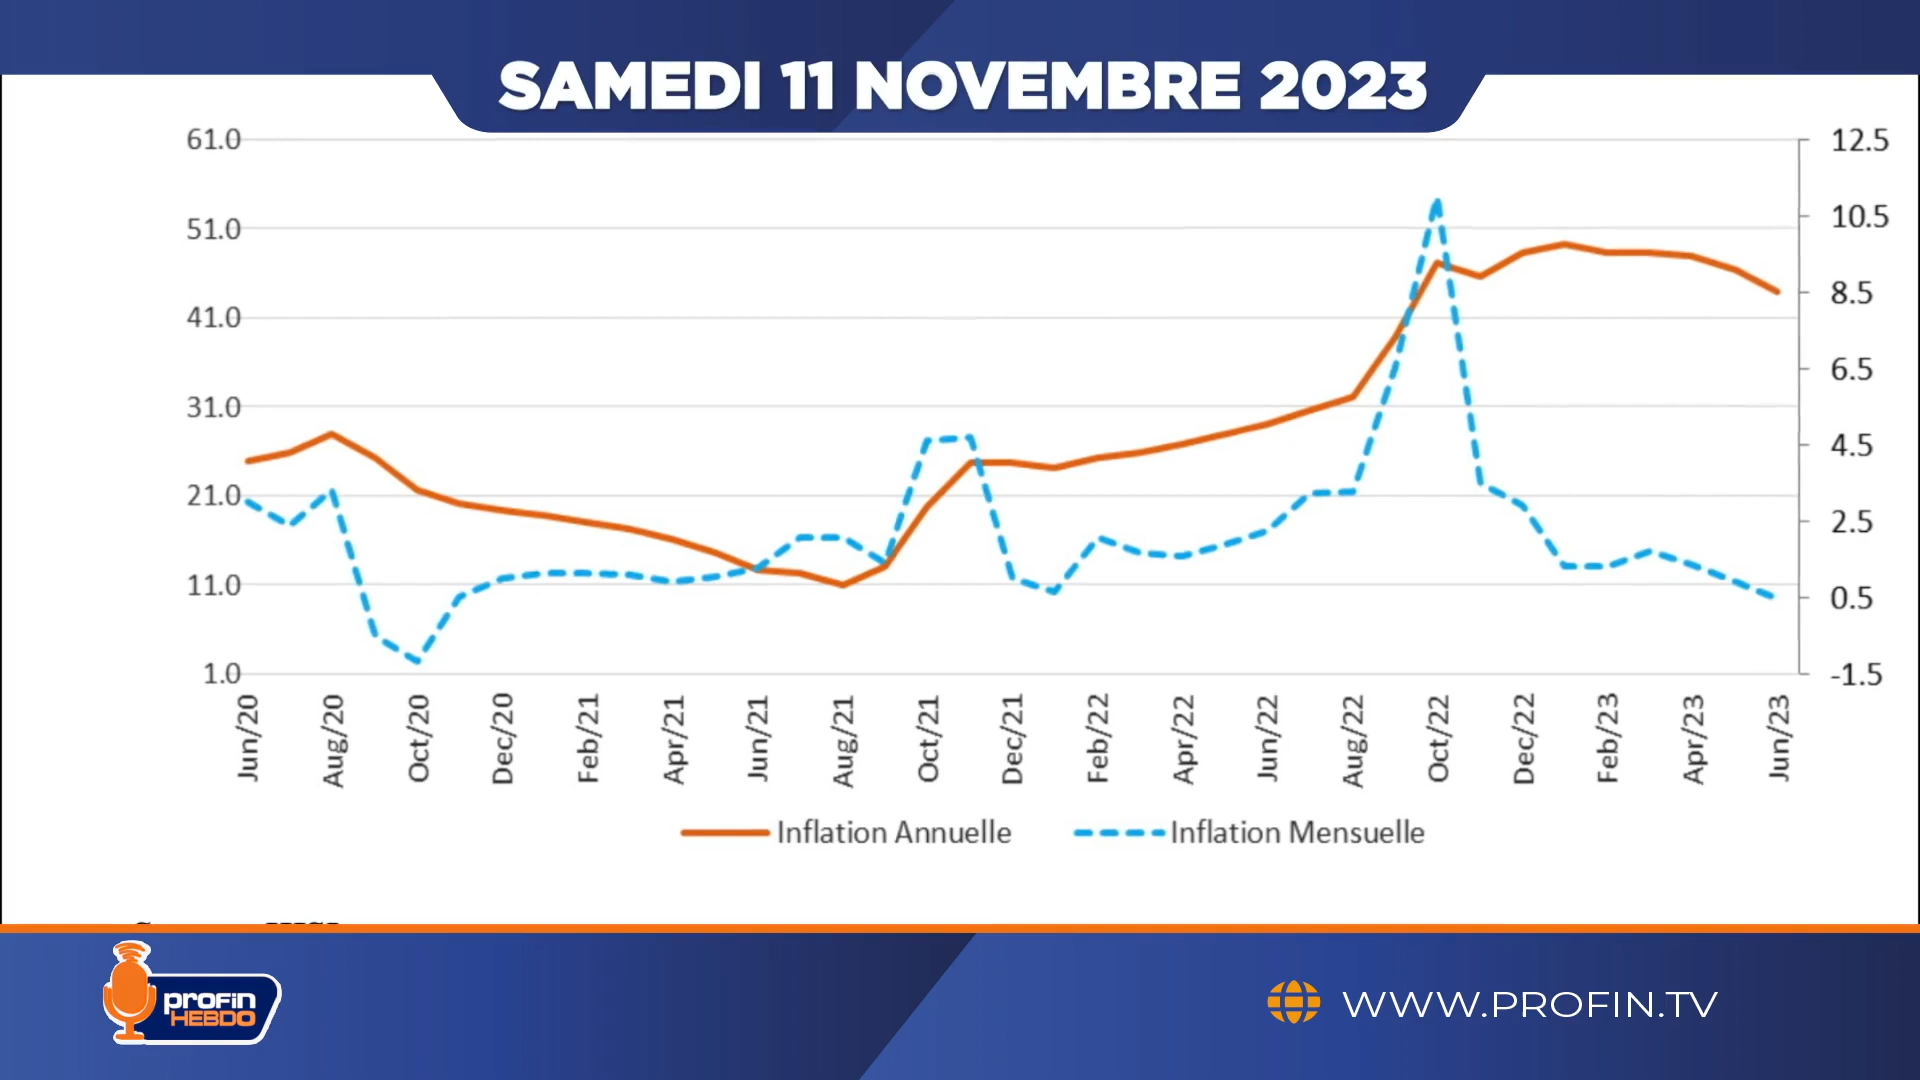 SAMEDI 11 NOVEMBRE 2023
61.0
51.0
41.0
31.0
21.0
11.0
1.0
12.5
10.5
8.5
6.5
4.5
2.5
0.5
-1.5
Jun/20
Aug/20
Oct/20
Dec/20
Feb/21
Apr/21
Jun/21
Aug/21
Oct/21
Dec/21
Feb/22
Apr/22
Jun/22
Aug/22
Oct/22
Dec/22
Feb/23
Apr/23
Jun/23
Inflation Annuelle
Inflation Mensuelle
PROFIN
HEBDO
WWW.PROFIN.TV